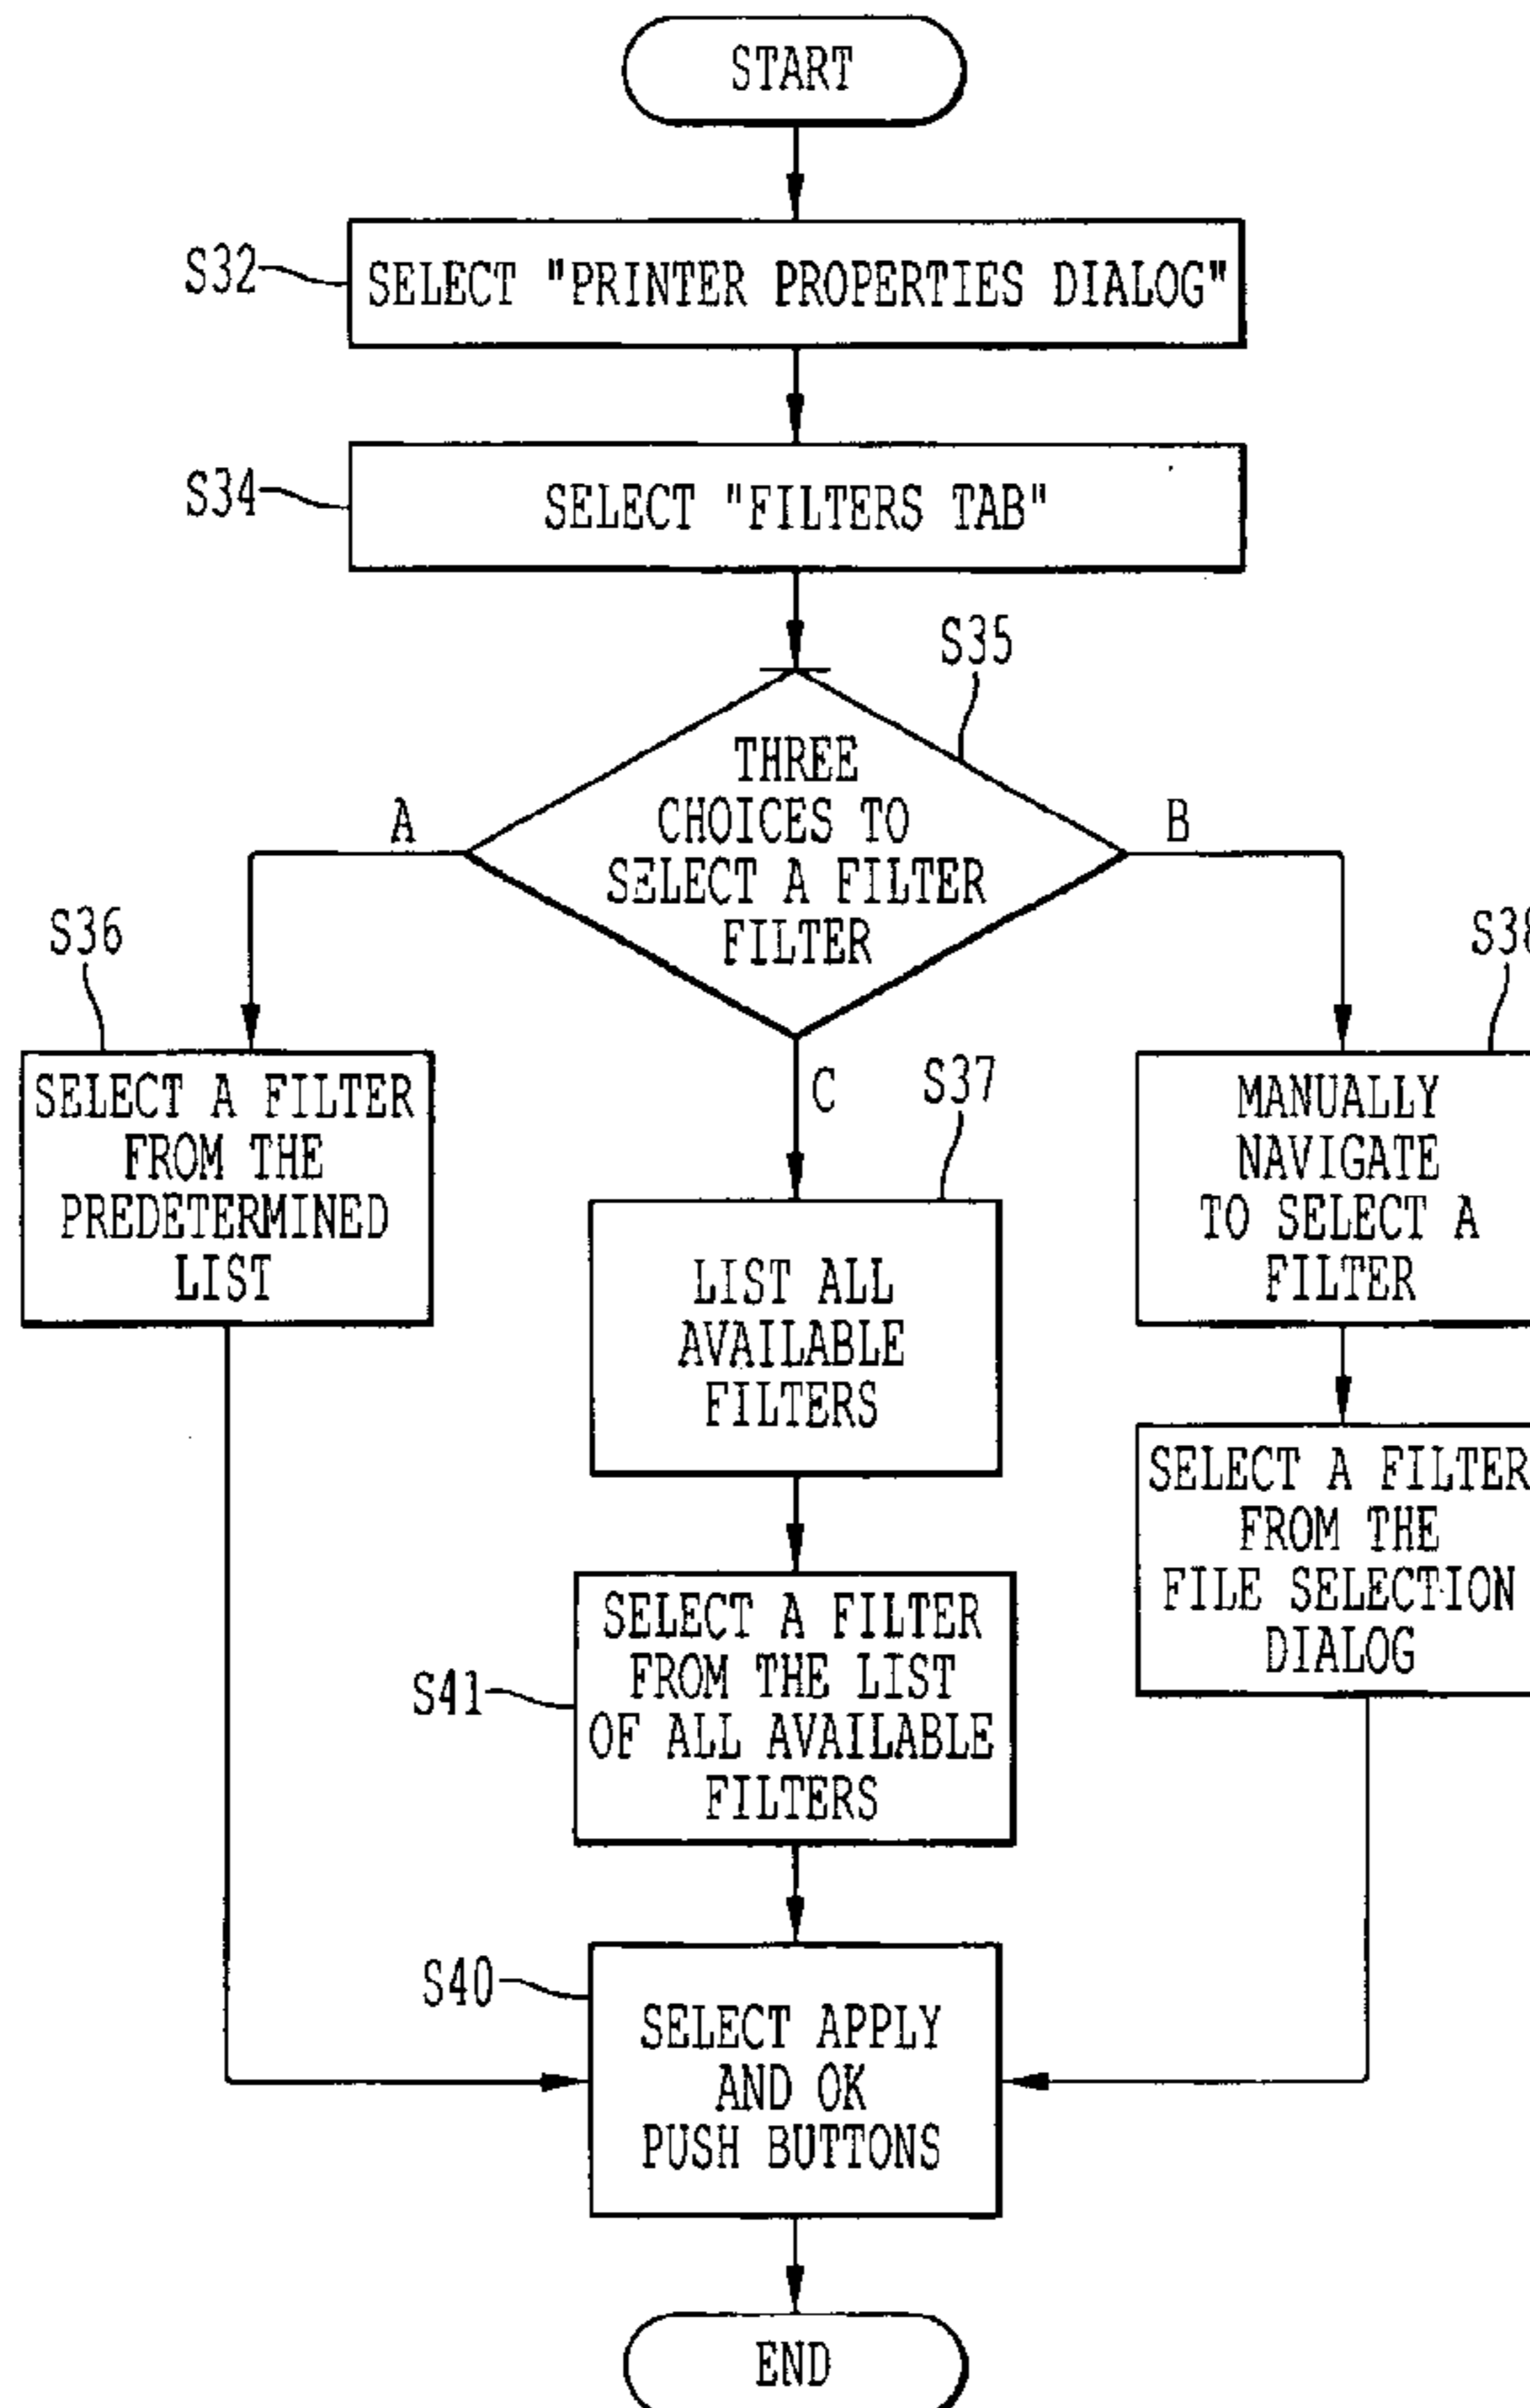 START
S32
SELECT "PRINTER PROPERTIES DIALOG"
S34
SELECT "FILTERS TAB"
S35
THREE
CHOICES TO
SELECT A FILTER
FILTER
A
B
C
S36
SELECT A FILTER
FROM THE
PREDETERMINED
LIST
S37
LIST ALL
AVAILABLE
FILTERS
S38
MANUALLY
NAVIGATE
TO SELECT A
FILTER
SELECT A FILTER
FROM THE
FILE SELECTION
DIALOG
S41
SELECT A FILTER
FROM THE LIST
OF ALL AVAILABLE
FILTERS
S40
SELECT APPLY
AND OK
PUSH BUTTONS
END